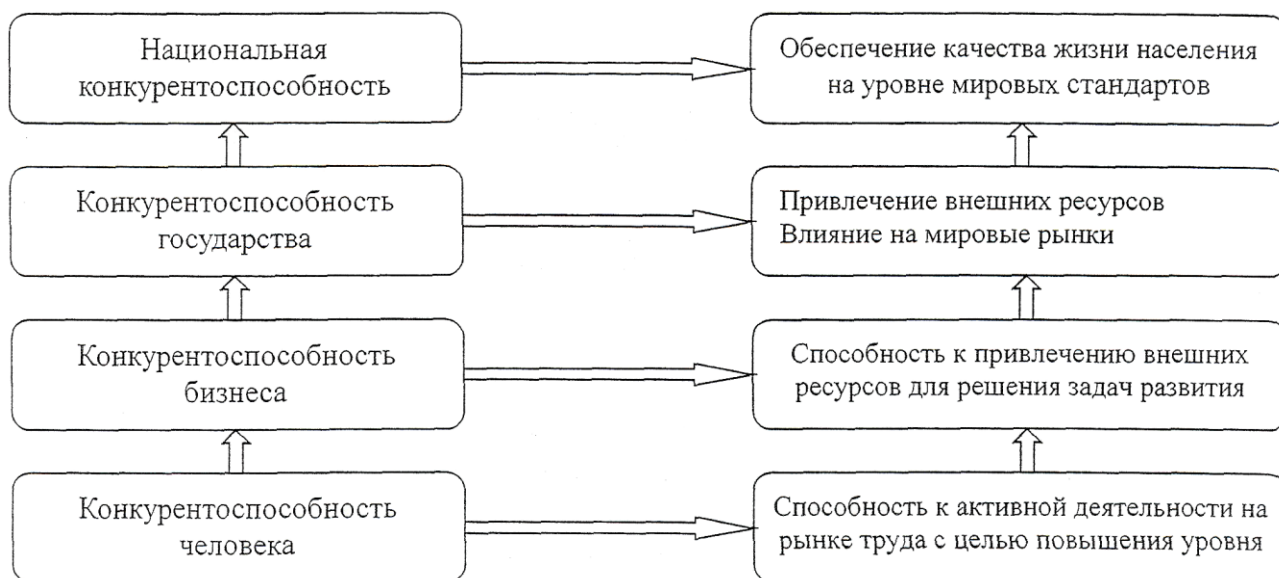 Национальная
конкурентоспособность
Обеспечение качества жизни населения
на уровне мировых стандартов
Конкурентоспособность
государства
Привлечение внешних ресурсов
Влияние на мировые рынки
Конкурентоспособность
бизнеса
Способность к привлечению внешних
ресурсов для решения задач развития
Конкурентоспособность
человека
Способность к активной деятельности на
рынке труда с целью повышения уровня